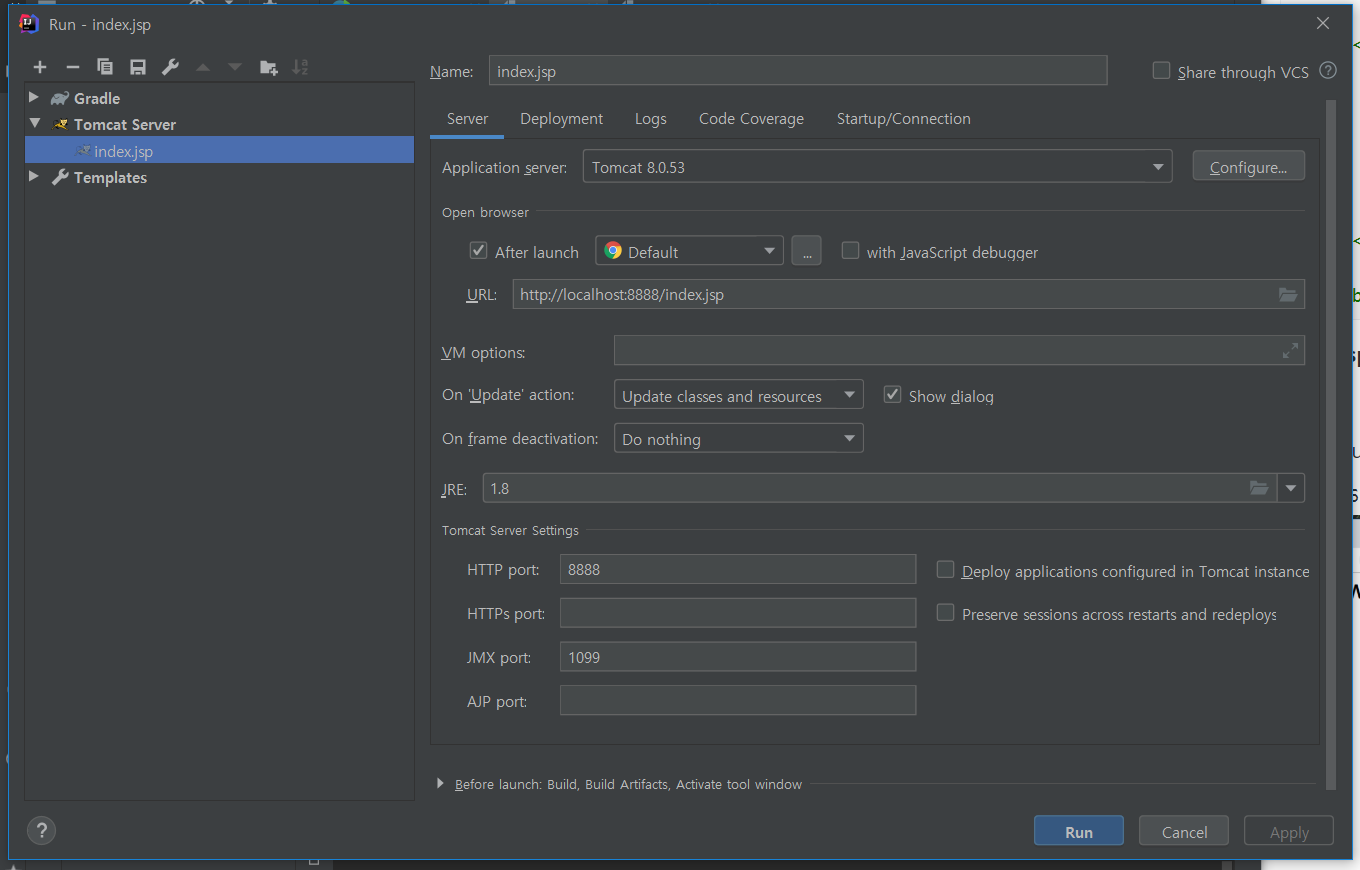 Run - index.jsp
Name: index.jsp Share through VCS ?
Gradle
Tomcat Server
index.jsp
Templates
Server Deployment Logs Code Coverage Startup/Connection
Application server: Tomcat 8.0.53 Configure...
Open browser
After launch Default ... with JavaScript debugger
URL: http://localhost:8888/index.jsp
VM options:
On 'Update' action: Update classes and resources Show dialog
On frame deactivation: Do nothing
JRE: 1.8
Tomcat Server Settings
HTTP port: 8888 Deploy applications configured in Tomcat instance
HTTPs port: Preserve sessions across restarts and redeploys
JMX port: 1099
AJP port:
Before launch: Build, Build Artifacts, Activate tool window
? Run Cancel Apply